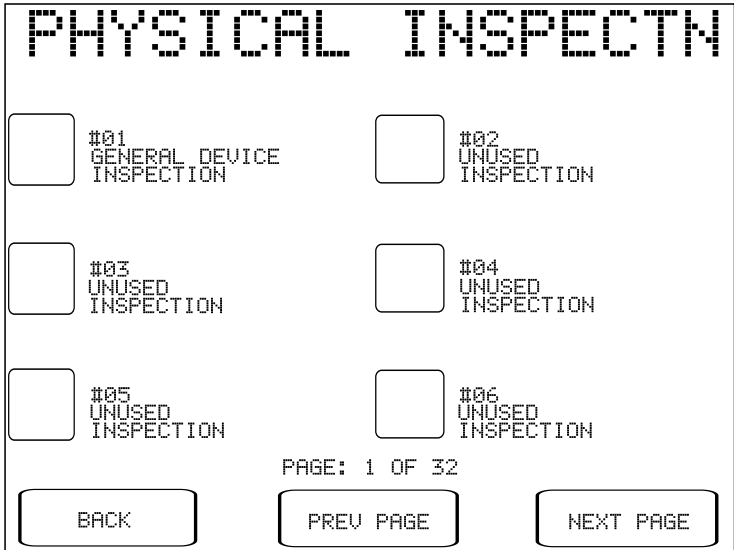 PHYSICAL INSPECTN
#01
GENERAL DEVICE
INSPECTION
#02
UNUSED
INSPECTION
#03
UNUSED
INSPECTION
#04
UNUSED
INSPECTION
#05
UNUSED
INSPECTION
#06
UNUSED
INSPECTION
PAGE: 1 OF 32
BACK
PREV PAGE
NEXT PAGE